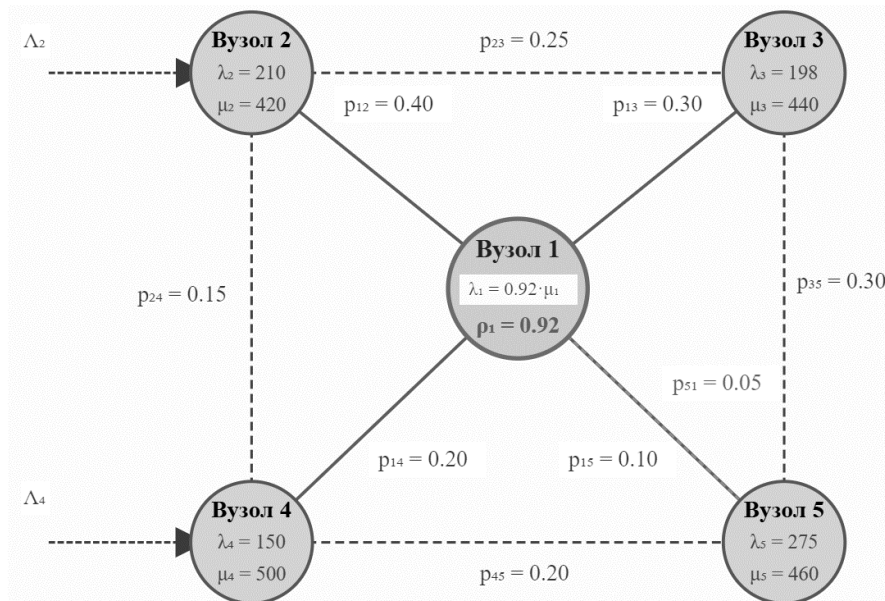 Λ₂
Вузол 2
λ₂ = 210
μ₂ = 420
p₂₃ = 0.25
Вузол 3
λ₃ = 198
μ₃ = 440
p₁₂ = 0.40
p₁₃ = 0.30
Вузол 1
λ₁ = 0.92·μ₁
ρ₁ = 0.92
p₂₄ = 0.15
p₃₅ = 0.30
p₅₁ = 0.05
p₁₄ = 0.20
p₁₅ = 0.10
Λ₄
Вузол 4
λ₄ = 150
μ₄ = 500
p₄₅ = 0.20
Вузол 5
λ₅ = 275
μ₅ = 460